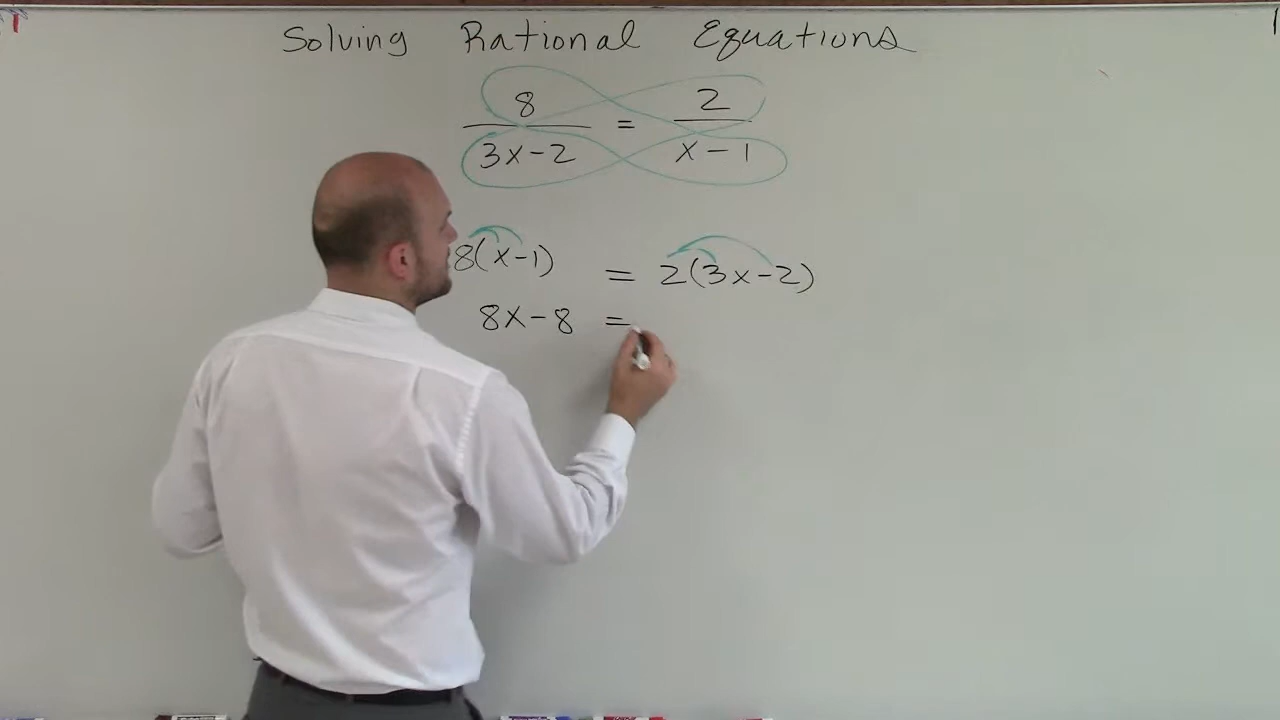 Solving Rational Equations
8 = 2
3x-2 x-1
8(x-1) = 2(3x-2)
8x-8 =